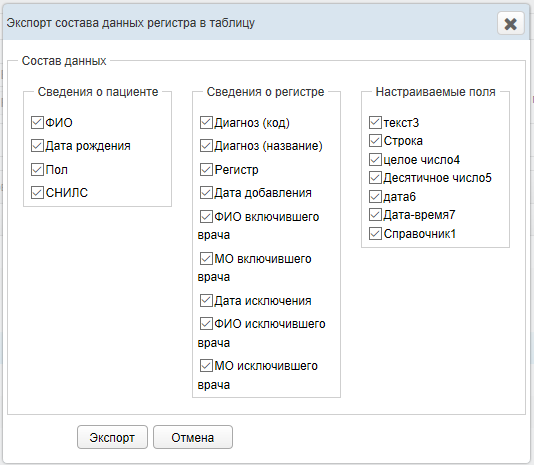 Экспорт состава данных регистра в таблицу
Состав данных
Сведения о пациенте
ФИО
Дата рождения
Пол
СНИЛС
Сведения о регистре
Диагноз (код)
Диагноз (название)
Регистр
Дата добавления
ФИО включившего
врача
МО включившего
врача
Дата исключения
ФИО исключившего
врача
МО исключившего
врача
Настраиваемые поля
текст3
Строка
целое число4
Десятичное число5
дата6
Дата-время7
Справочник1
Экспорт
Отмена